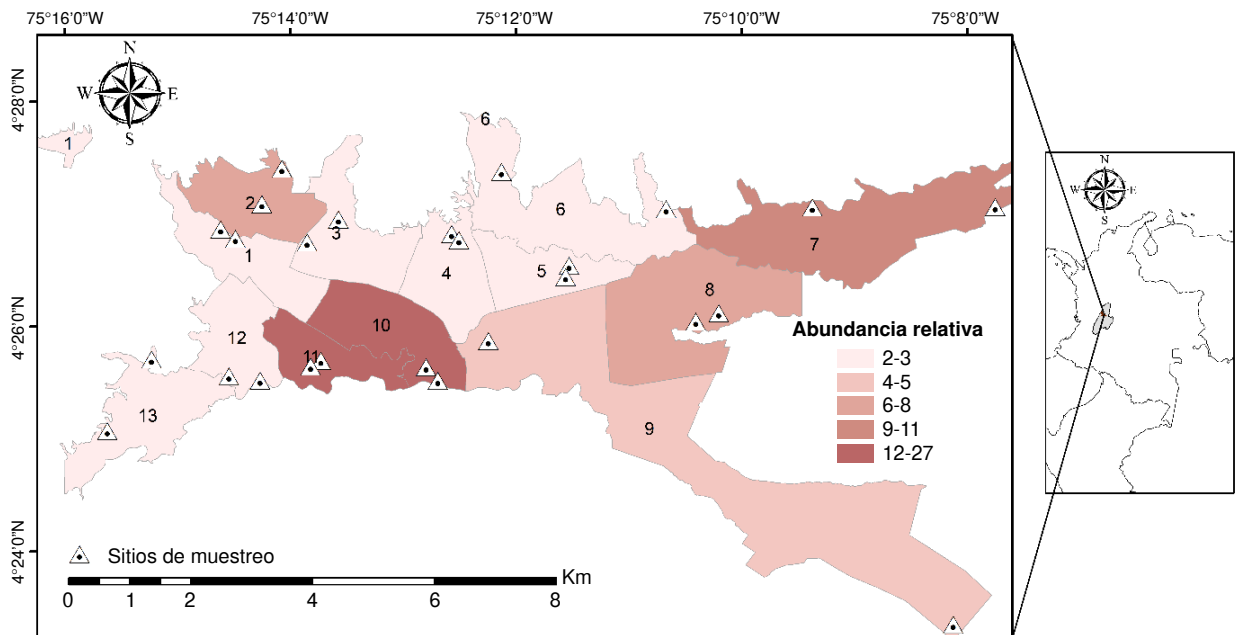 75°16'0"W 75°14'0"W 75°12'0"W 75°10'0"W 75°8'0"W
4°28'0"N
4°26'0"N
4°24'0"N
N
W E
S
1
2
1
3
4
5
6
6
7
8
9
10
11
12
13
Abundancia relativa
2-3
4-5
6-8
9-11
12-27
Sitios de muestreo
Km
0 1 2 4 6 8
N
W E
S